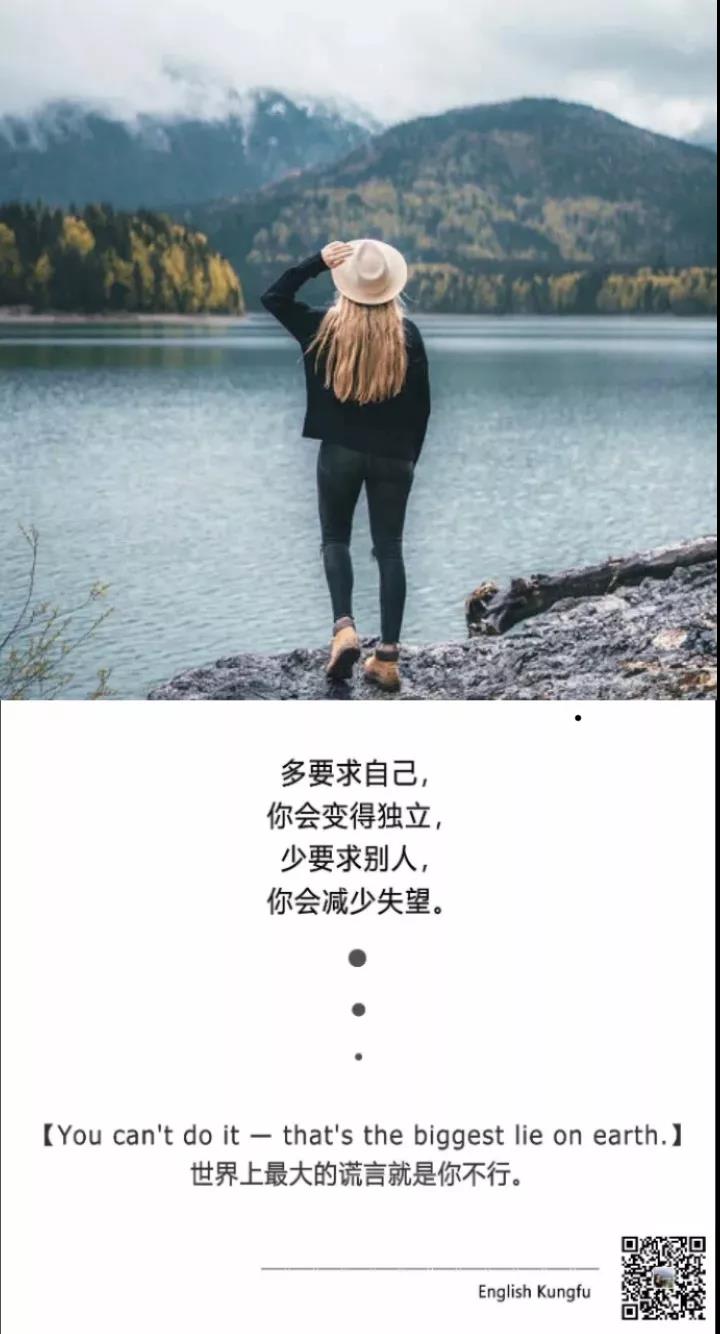 多要求自己，
你会变得独立，
少要求别人，
你会减少失望。
【You can't do it — that's the biggest lie on earth.】
世界上最大的谎言就是你不行。
English Kungfu